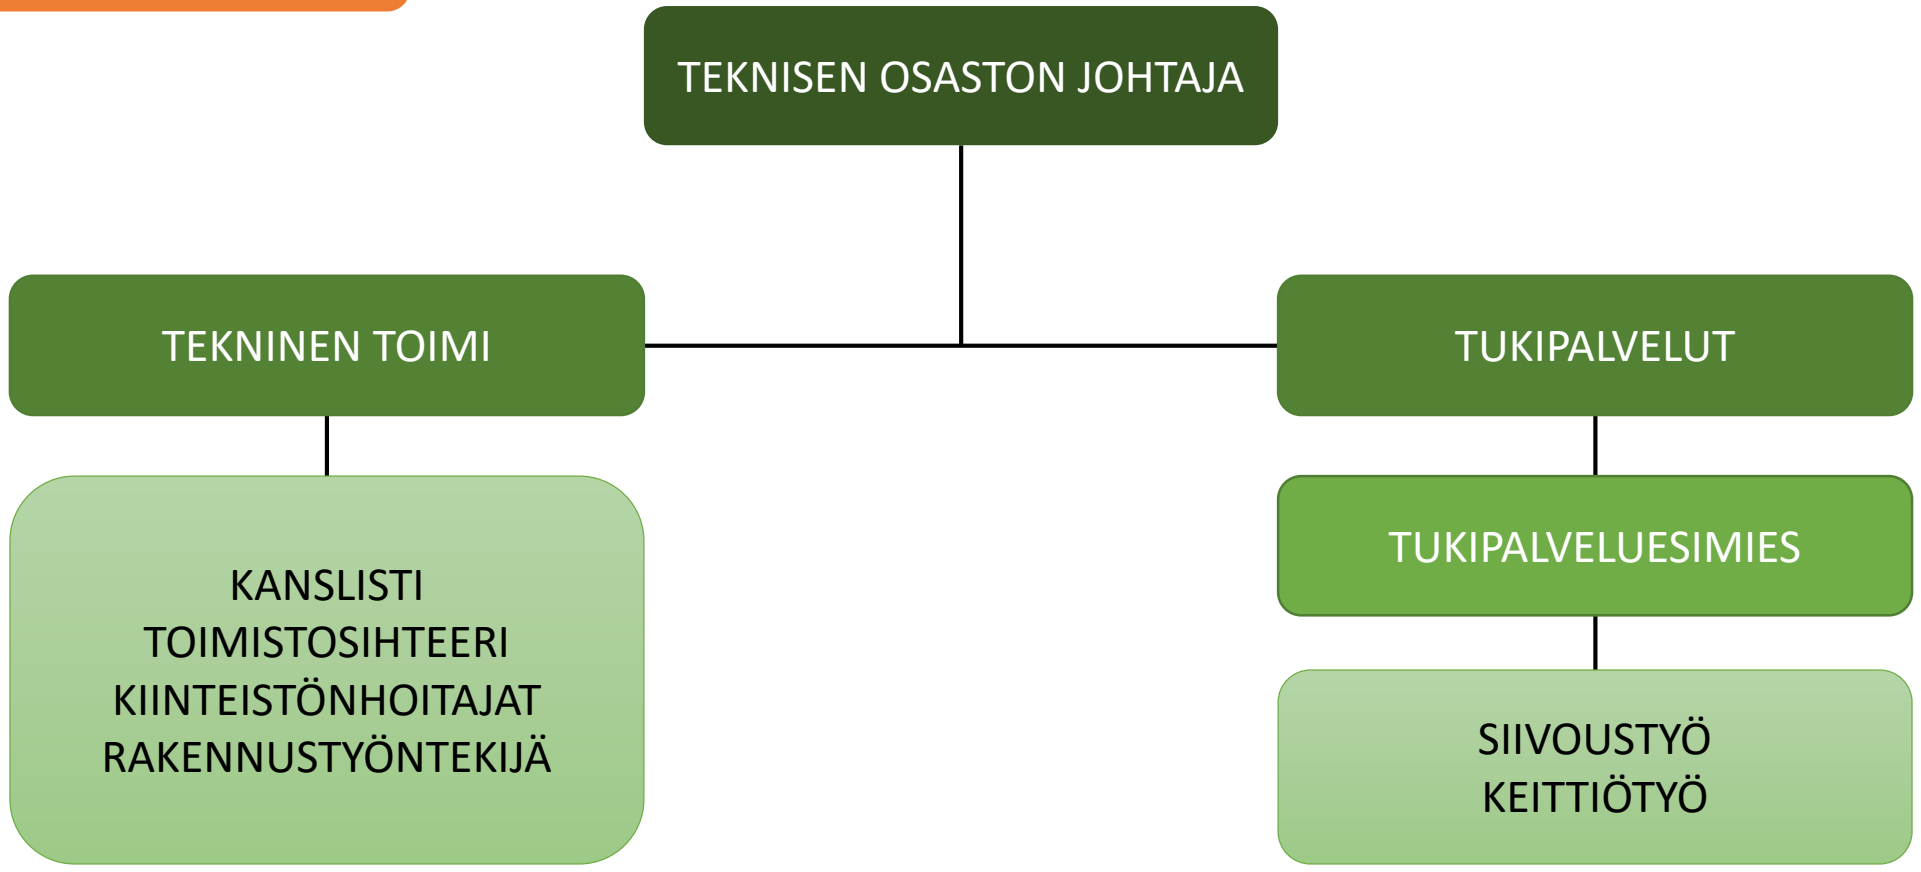 TEKNISEN OSASTON JOHTAJA
TEKNINEN TOIMI
TUKIPALVELUT
KANSLISTI
TOIMISTOSIHTEERI
KIINTEISTÖNHOITAJAT
RAKENNUSTYÖNTEKIJÄ
TUKIPALVELUESIMIES
SIIVOUSTYÖ
KEITTIÖTYÖ